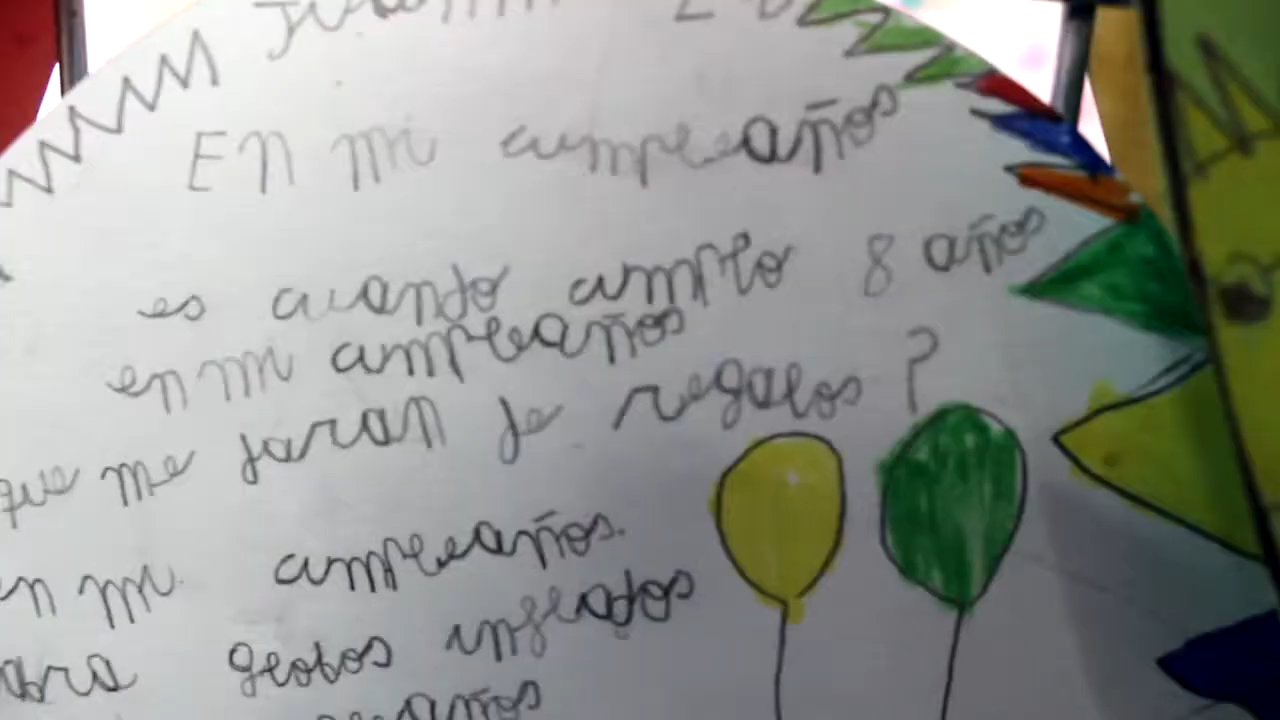 En mi cumpleaños
es cuando cumplo 8 años
en mi cumpleaños
que me daran de regalos?
en mi cumpleaños.
globos inflados